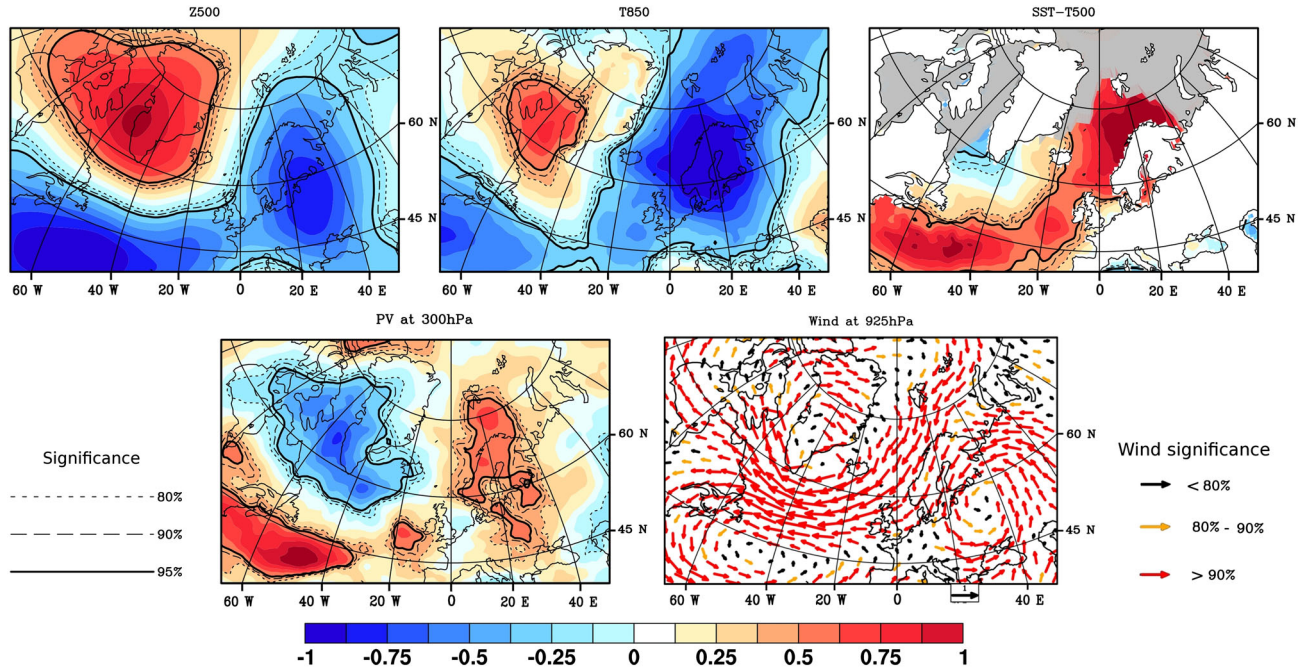 Z500
T850
SST-T500
60 N
45 N
60 W
40 W
20 W
0
20 E
40 E
60 N
45 N
60 W
40 W
20 W
0
20 E
40 E
60 N
45 N
60 W
40 W
20 W
0
20 E
40 E
PV at 300hPa
Wind at 925hPa
Significance
80%
90%
95%
60 N
45 N
60 W
40 W
20 W
0
20 E
40 E
60 N
45 N
60 W
40 W
20 W
0
1
40 E
Wind significance
< 80%
80% - 90%
> 90%
-1
-0.75
-0.5
-0.25
0
0.25
0.5
0.75
1